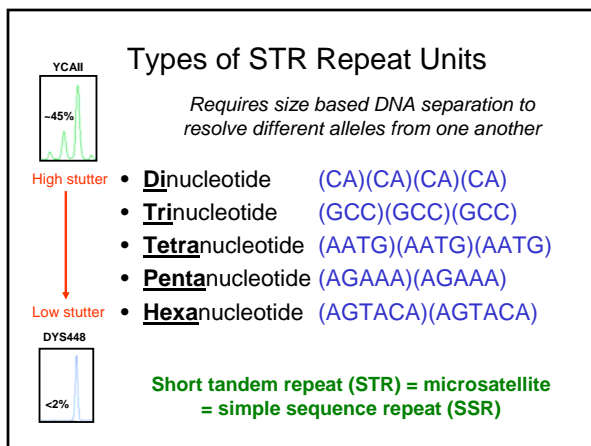 Types of STR Repeat Units
YCAII
~45%
Requires size based DNA separation to
resolve different alleles from one another
High stutter
• Dinucleotide (CA)(CA)(CA)(CA)
• Trinucleotide (GCC)(GCC)(GCC)
• Tetranucleotide (AATG)(AATG)(AATG)
• Pentanucleotide (AGAAA)(AGAAA)
• Hexanucleotide (AGTACA)(AGTACA)
Low stutter
DYS448
<2%
Short tandem repeat (STR) = microsatellite
= simple sequence repeat (SSR)